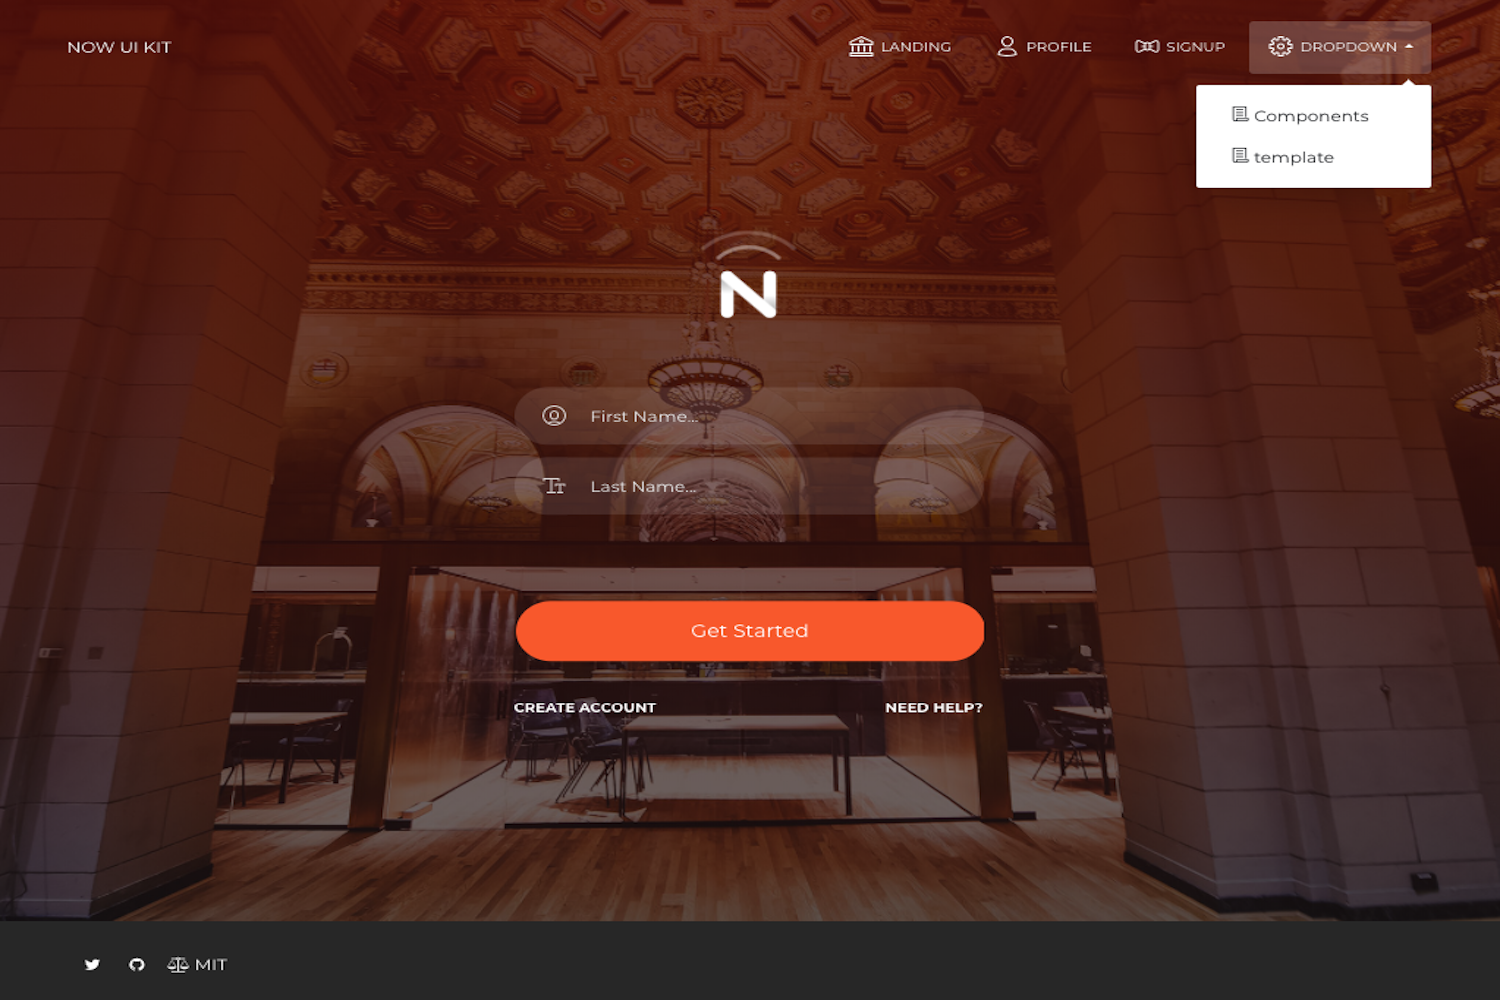 NOW UI KIT
LANDING
PROFILE
SIGNUP
DROPDOWN
Components
template
N
First Name...
Last Name...
Get Started
CREATE ACCOUNT
NEED HELP?
MIT